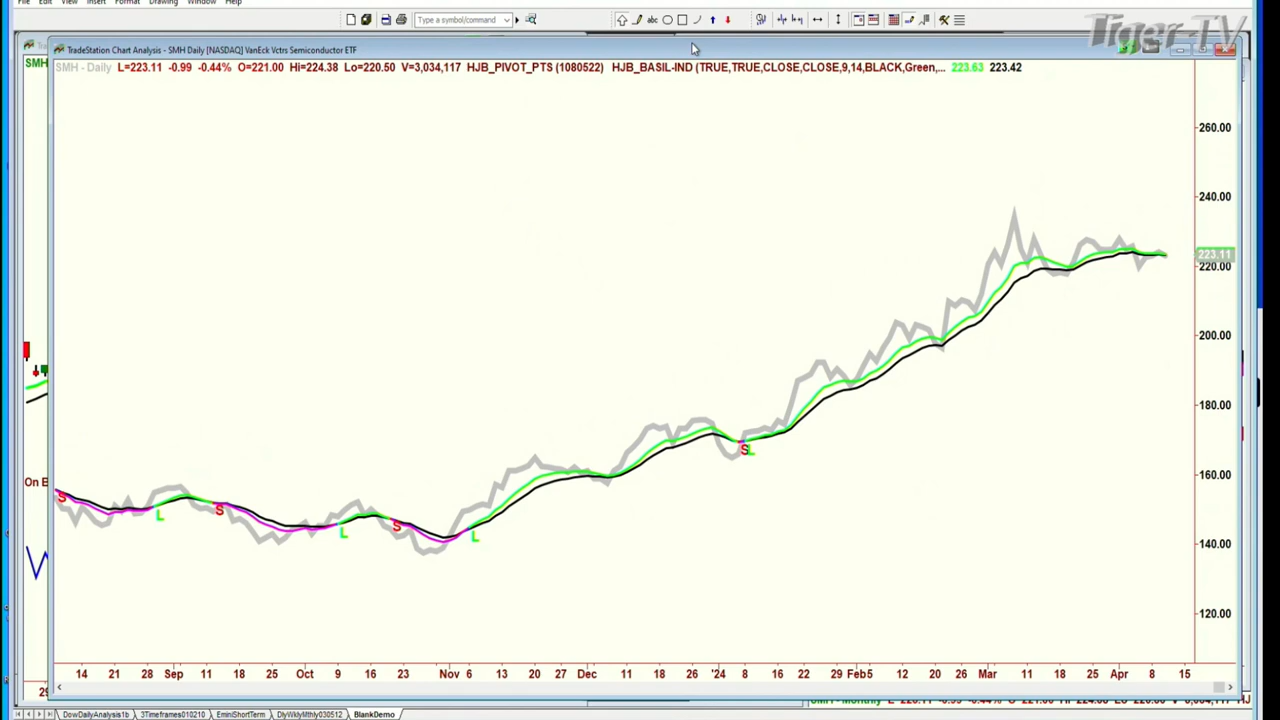 File Edit View Insert Format Drawing Window Help
Type a symbol/command
abc
Tiger-TV
TradeStation Chart Analysis - SMH Daily [NASDAQ] VanEck Vctrs Semiconductor ETF
SMH
SMH - Daily L=223.11 -0.99 -0.44% O=221.00 Hi=224.38 Lo=220.50 V=3,034,117 HJB_PIVOT_PTS (1080522) HJB_BASIL-IND (TRUE,TRUE,CLOSE,CLOSE,9,14,BLACK,Green,... 223.63 223.42
260.00
240.00
223.11
220.00
200.00
180.00
S L
160.00
On E
S L S L S L
140.00
120.00
14 21 28 Sep 11 18 25 Oct 9 16 23 Nov 6 13 20 27 Dec 11 18 26 '24 8 16 22 29 Feb 5 12 20 26 Mar 11 18 25 Apr 8 15
29
DowDailyAnalysis1b 3Timeframes010210 EminiShortTerm DlyWklyMthly030512 BlankDemo